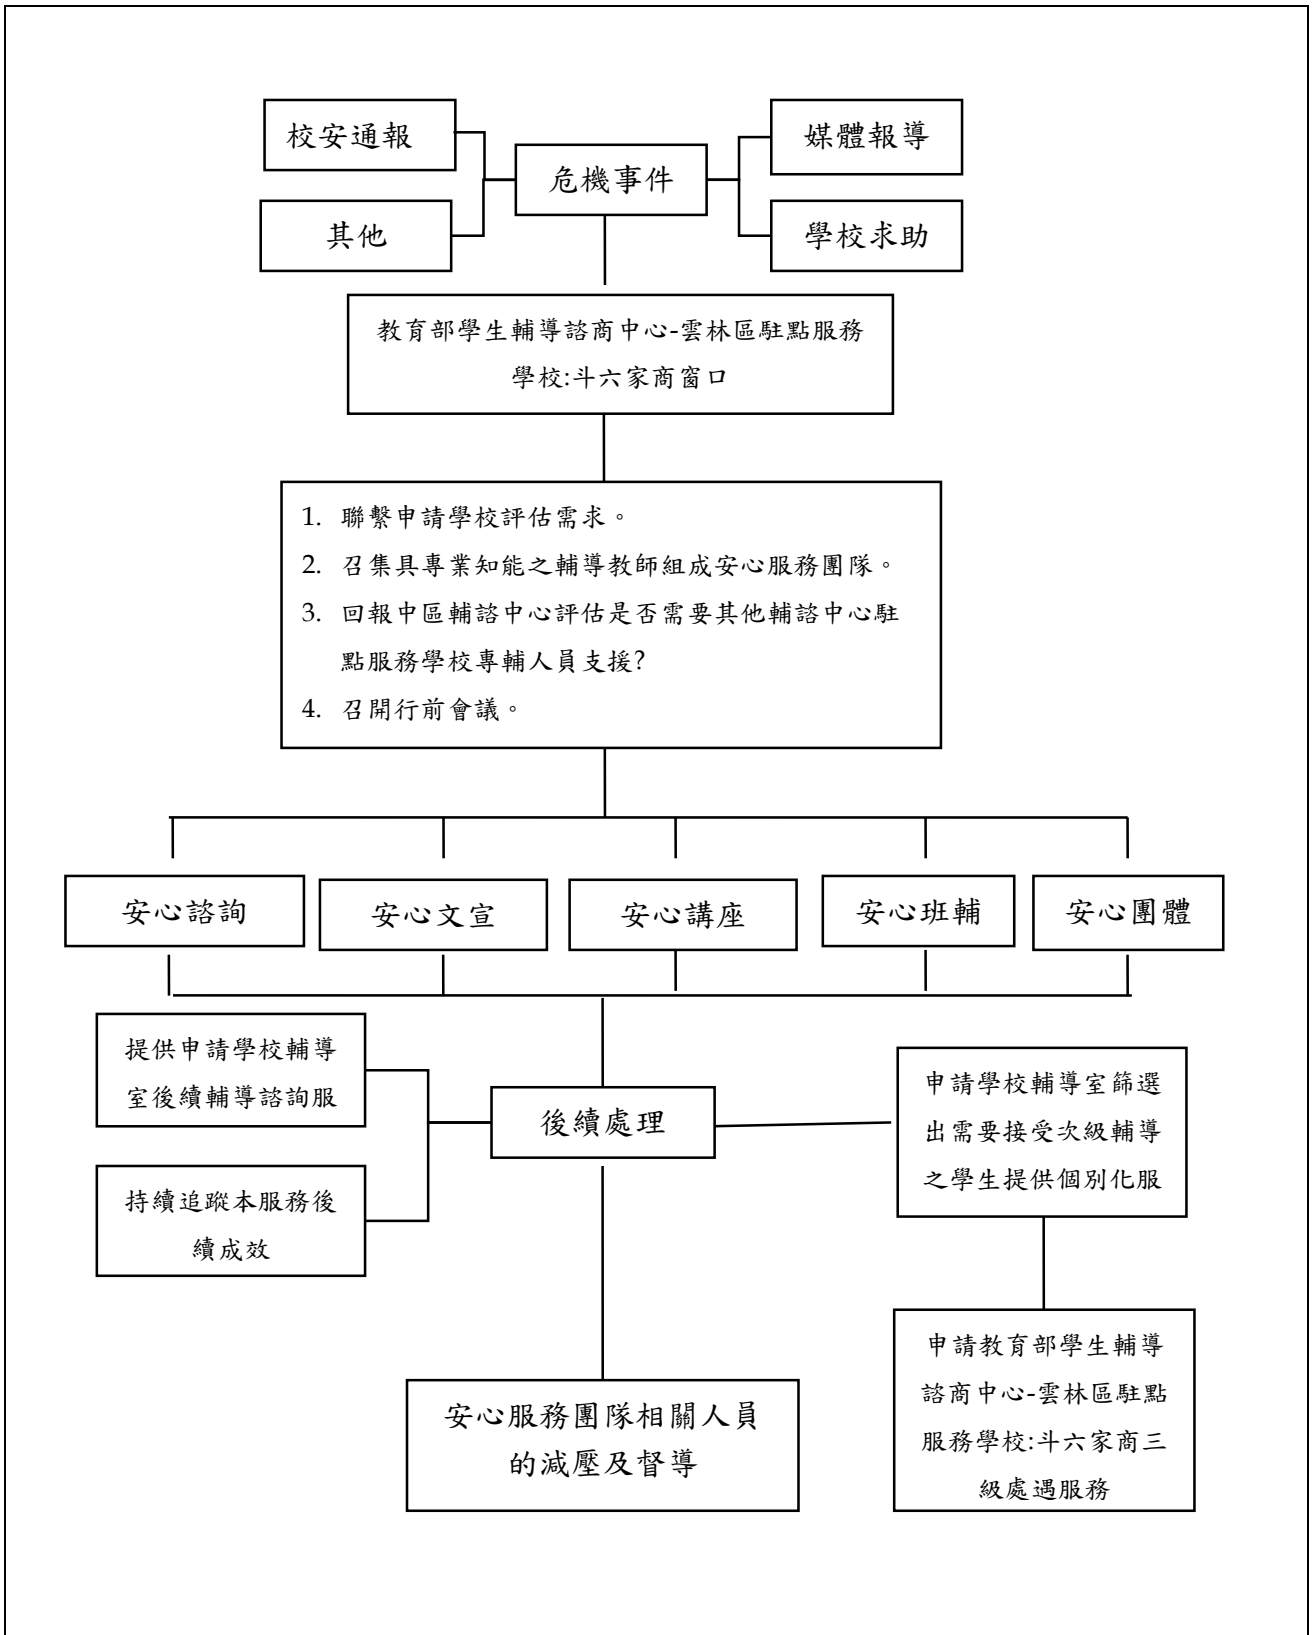 校安通報
媒體報導
危機事件
其他
學校求助
教育部學生輔導諮商中心-雲林區駐點服務
學校:斗六家商窗口
1. 聯繫申請學校評估需求。
2. 召集具專業知能之輔導教師組成安心服務團隊。
3. 回報中區輔諮中心評估是否需要其他輔諮中心駐
點服務學校專輔人員支援?
4. 召開行前會議。
安心諮詢
安心文宣
安心講座
安心班輔
安心團體
提供申請學校輔導
室後續輔導諮詢服
持續追蹤本服務後
續成效
後續處理
申請學校輔導室篩選
出需要接受次級輔導
之學生提供個別化服
安心服務團隊相關人員
的減壓及督導
申請教育部學生輔導
諮商中心-雲林區駐點
服務學校:斗六家商三
級處遇服務